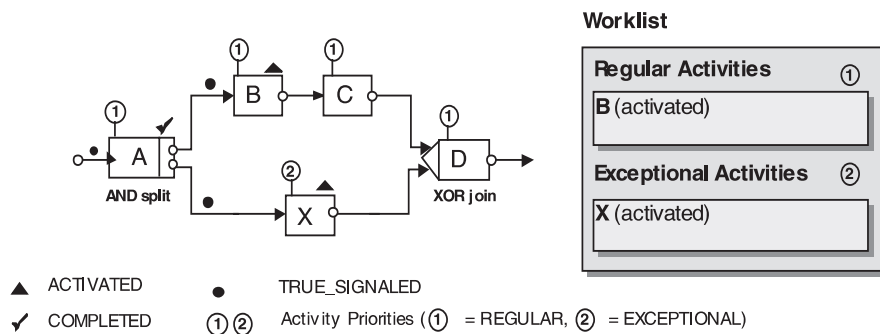 Worklist
Regular Activities ①
B (activated)
Exceptional Activities ②
X (activated)
①
①
①
①
B
C
A
D
AND split
②
XOR join
X
ACTIVATED
TRUE_SIGNALED
COMPLETED
① ② Activity Priorities (① = REGULAR, ② = EXCEPTIONAL)